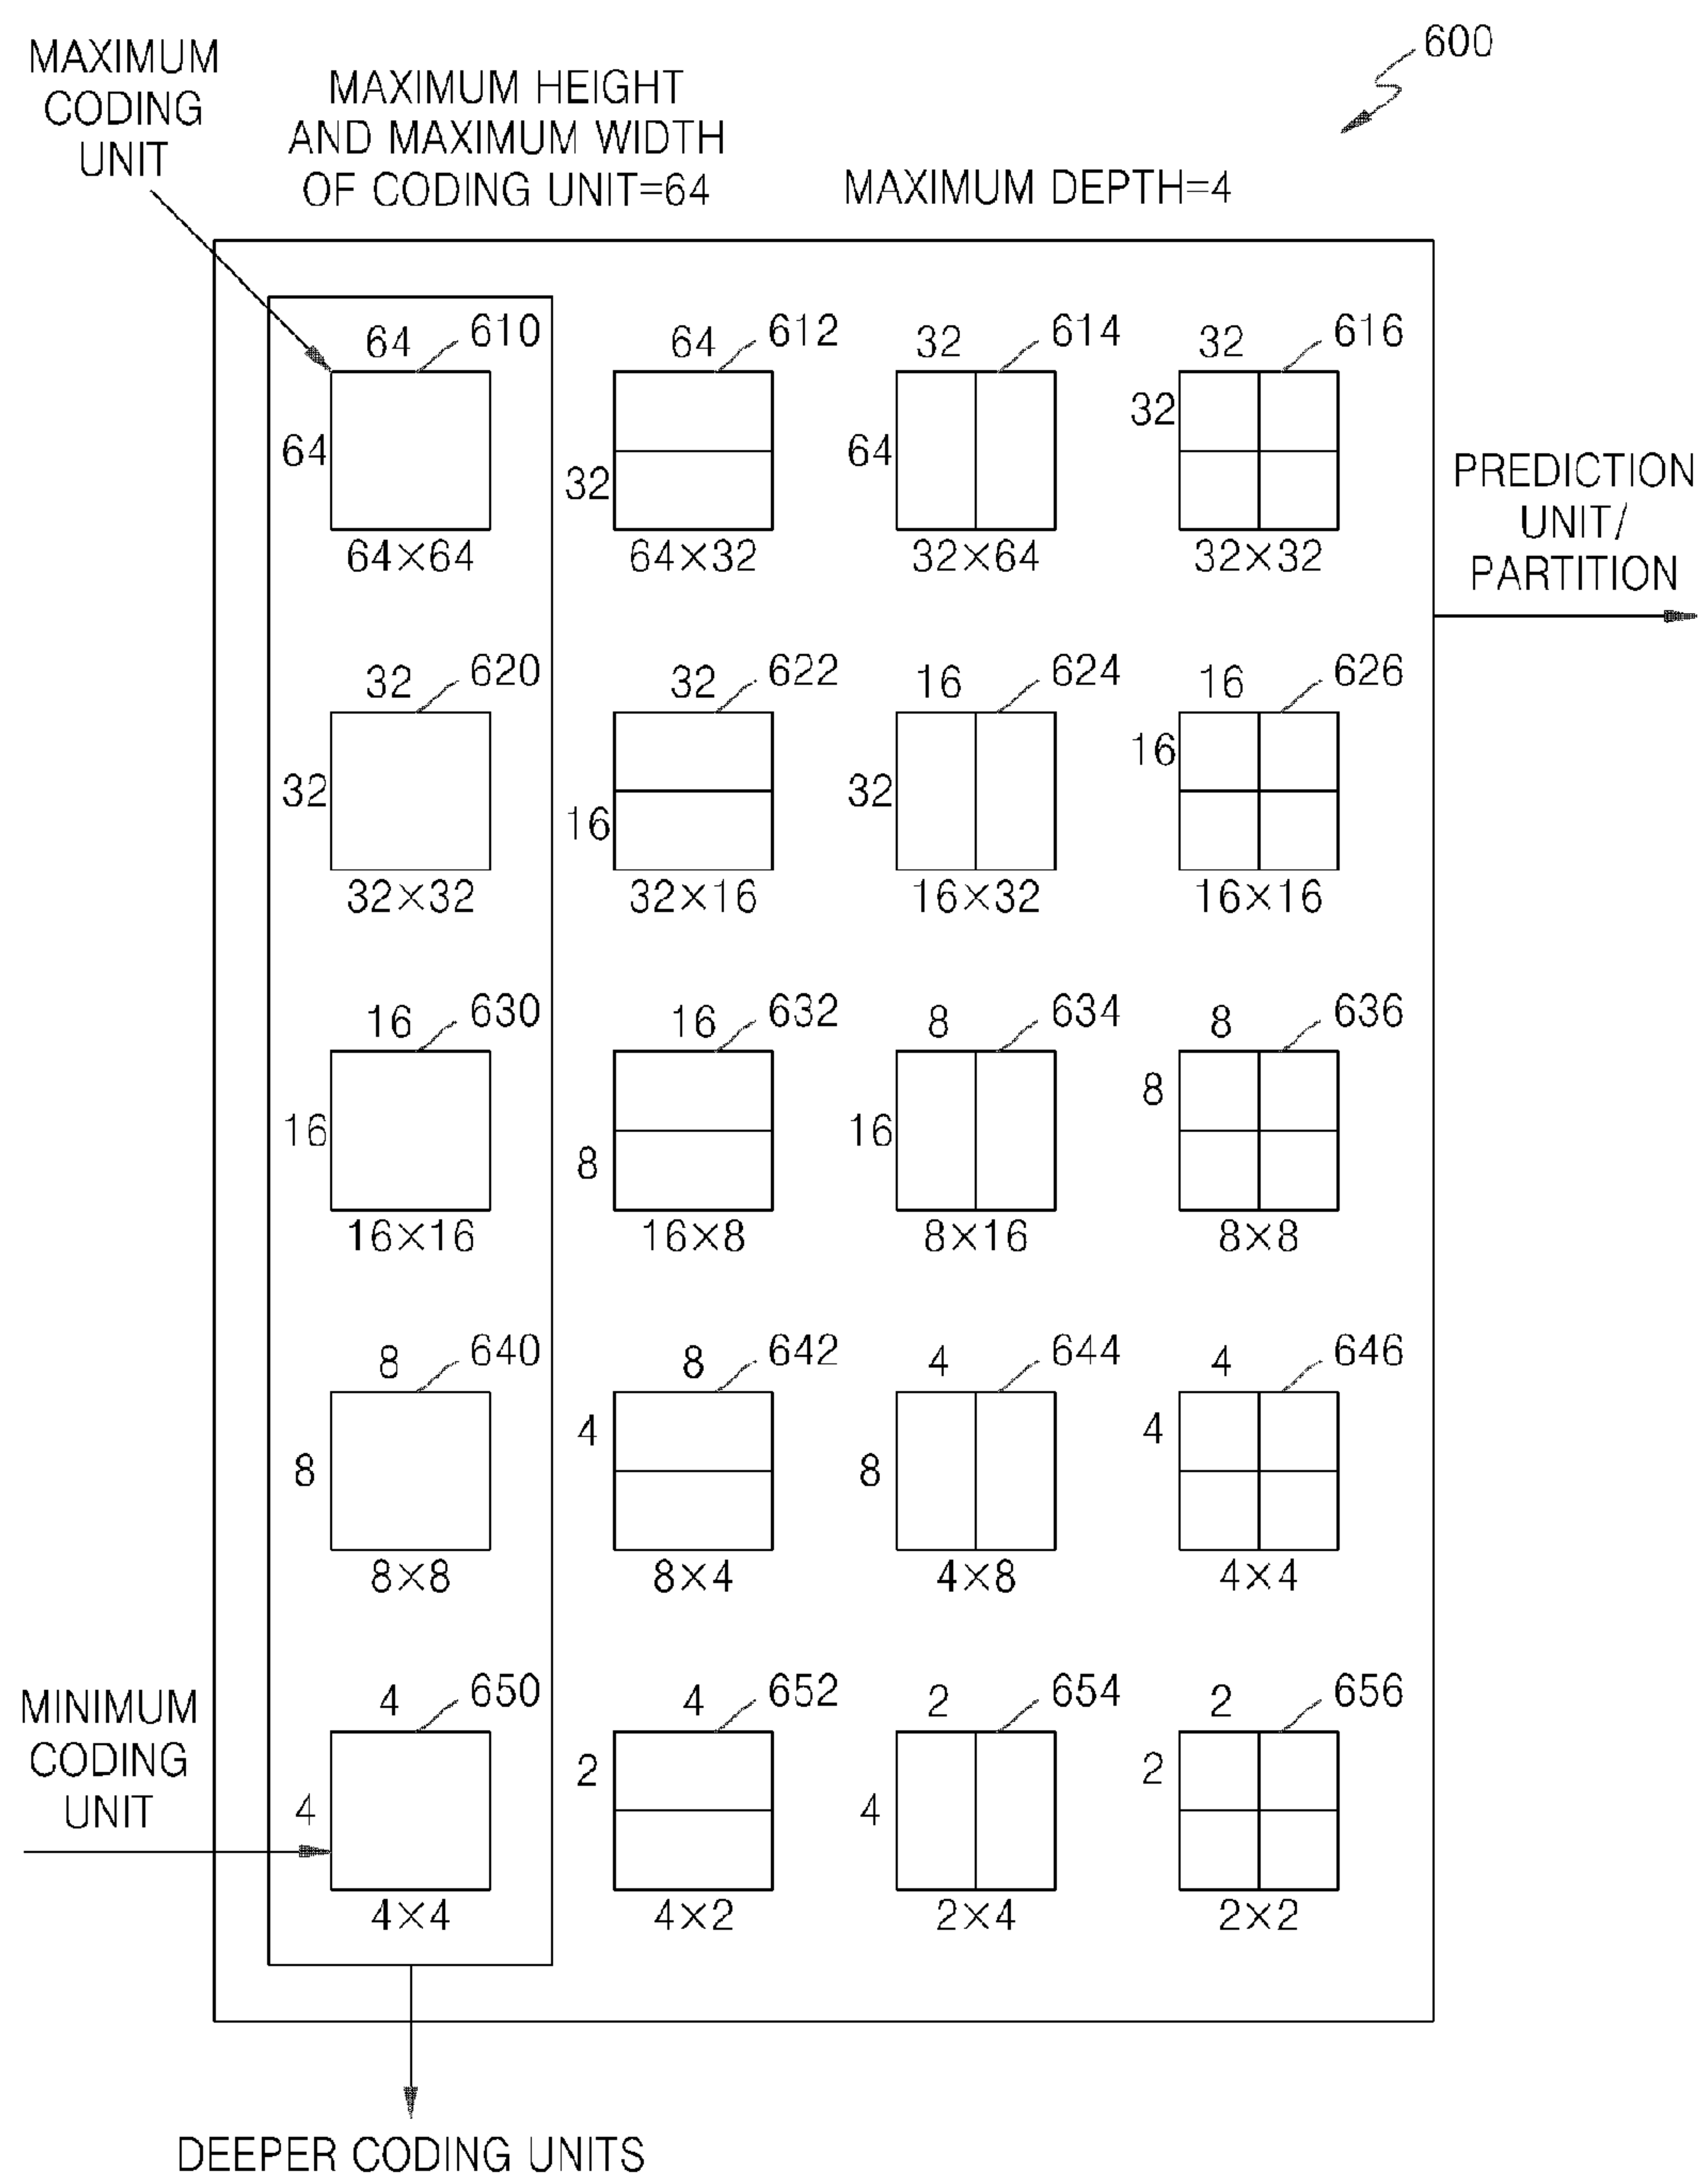 600
MAXIMUM
CODING
UNIT
MAXIMUM HEIGHT
AND MAXIMUM WIDTH
OF CODING UNIT=64
MAXIMUM DEPTH=4
64 610 64 612 32 614 32 616
32
64 64
32
64×64 64×32 32×64 32×32
PREDICTION
UNIT/
PARTITION
32 620 32 622 16 624 16 626
16
32 32
16
32×32 32×16 16×32 16×16
16 630 16 632 8 634 8 636
8
16 16
8
16×16 16×8 8×16 8×8
8 640 8 642 4 644 4 646
4 4
8 8
8×8 8×4 4×8 4×4
MINIMUM
CODING
UNIT
4 650 4 652 2 654 2 656
2 2
4 4
4×4 4×2 2×4 2×2
DEEPER CODING UNITS